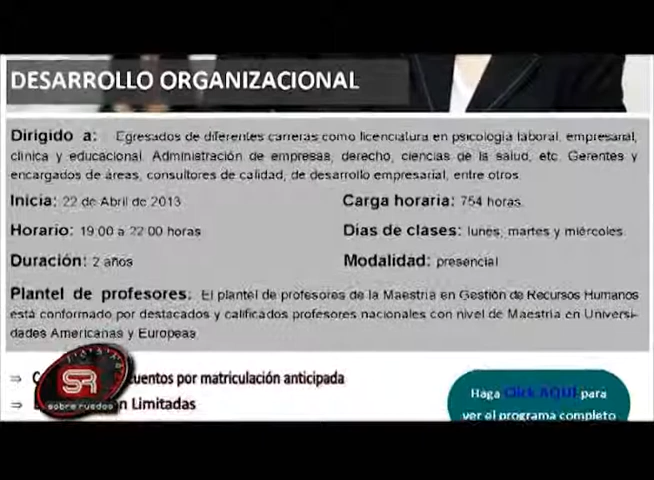 DESARROLLO ORGANIZACIONAL
Dirigido a: Egresados de diferentes carreras como licenciatura en psicología laboral, empresarial,
clínica y educacional. Administración de empresas, derecho, ciencias de la salud, etc. Gerentes y
encargados de áreas, consultores de calidad, de desarrollo empresarial, entre otros.
Inicia: 22 de Abril de 2013
Carga horaria: 754 horas.
Horario: 19:00 a 22:00 horas
Días de clases: lunes, martes y miércoles.
Duración: 2 años
Modalidad: presencial
Plantel de profesores: El plantel de profesores de la Maestría en Gestión de Recursos Humanos
está conformado por destacados y calificados profesores nacionales con nivel de Maestría en Universi-
dades Americanas y Europeas.
⇒ cuentos por matriculación anticipada
⇒ Limitadas
SR
sobre ruedas
Haga Click AQUÍ para
ver el programa completo